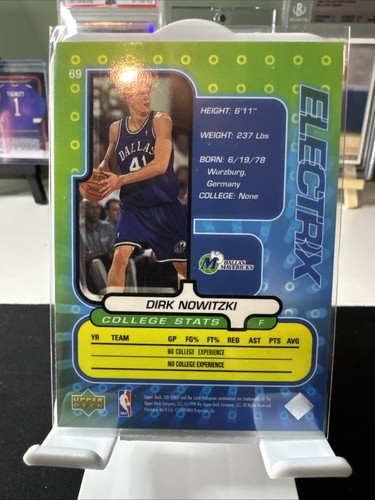 69
ELECTRIX
HEIGHT: 6'11"
WEIGHT: 237 Lbs
BORN: 6/19/78
Wurzburg,
Germany
COLLEGE: None
DALLAS
41
DALLAS
MAVERICKS
DIRK NOWITZKI
COLLEGE STATS F
YR TEAM GP FG% FT% REB AST PTS AVG
NO COLLEGE EXPERIENCE
NO COLLEGE EXPERIENCE
UPPER
DECK
NBA
1